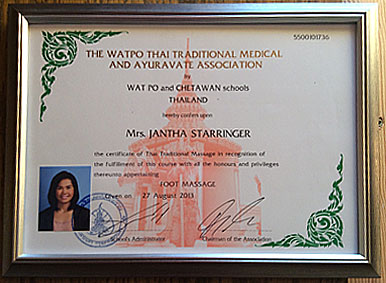 5500101736
THE WATPO THAI TRADITIONAL MEDICAL
AND AYURAVATE ASSOCIATION
by
WAT PO and CHETAWAN schools
THAILAND
hereby confers upon
Mrs. JANTHA STARRINGER
the certificate of Thai Traditional Massage in recognition of
the fulfillment of this course with all the honours and privileges
thereunto appertaining
FOOT MASSAGE
Given on 27 August 2013
School's Administrator Chairman of the Association